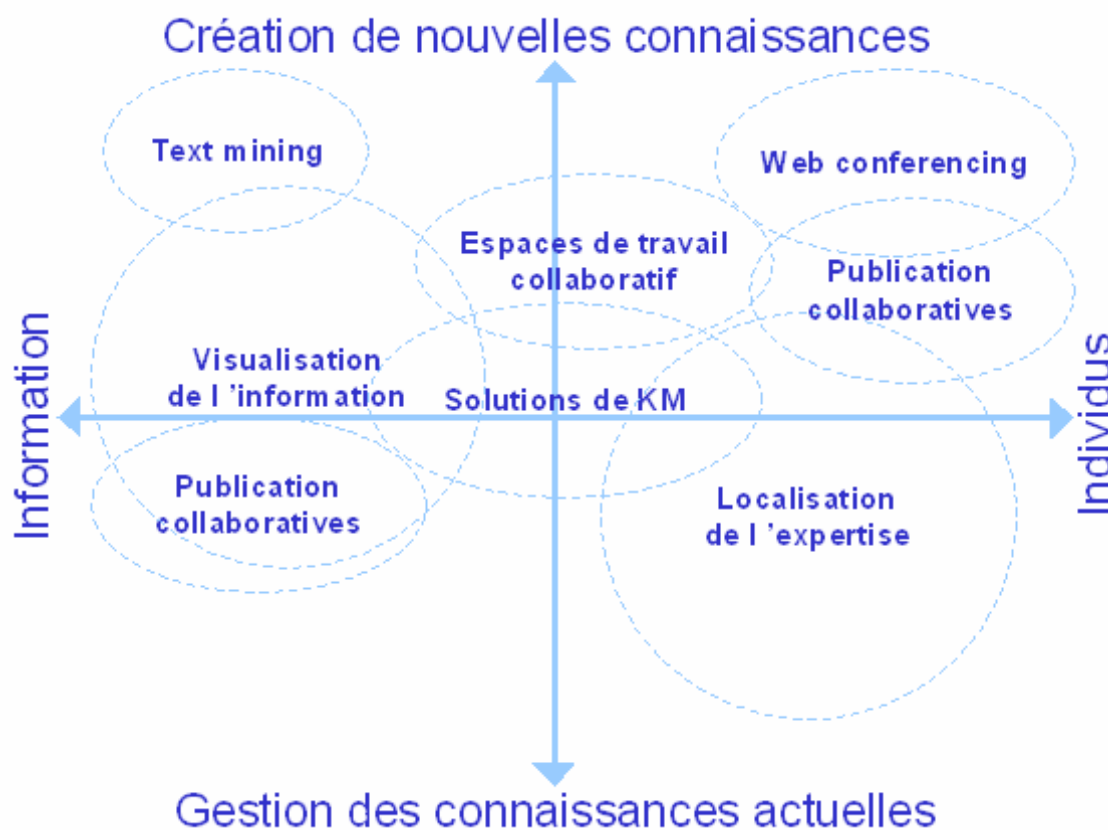 Création de nouvelles connaissances
Text mining
Web conferencing
Espaces de travail
collaboratif
Publication
collaboratives
Information
Visualisation
de l ’information
Solutions de KM
Individus
Publication
collaboratives
Localisation
de l ’expertise
Gestion des connaissances actuelles